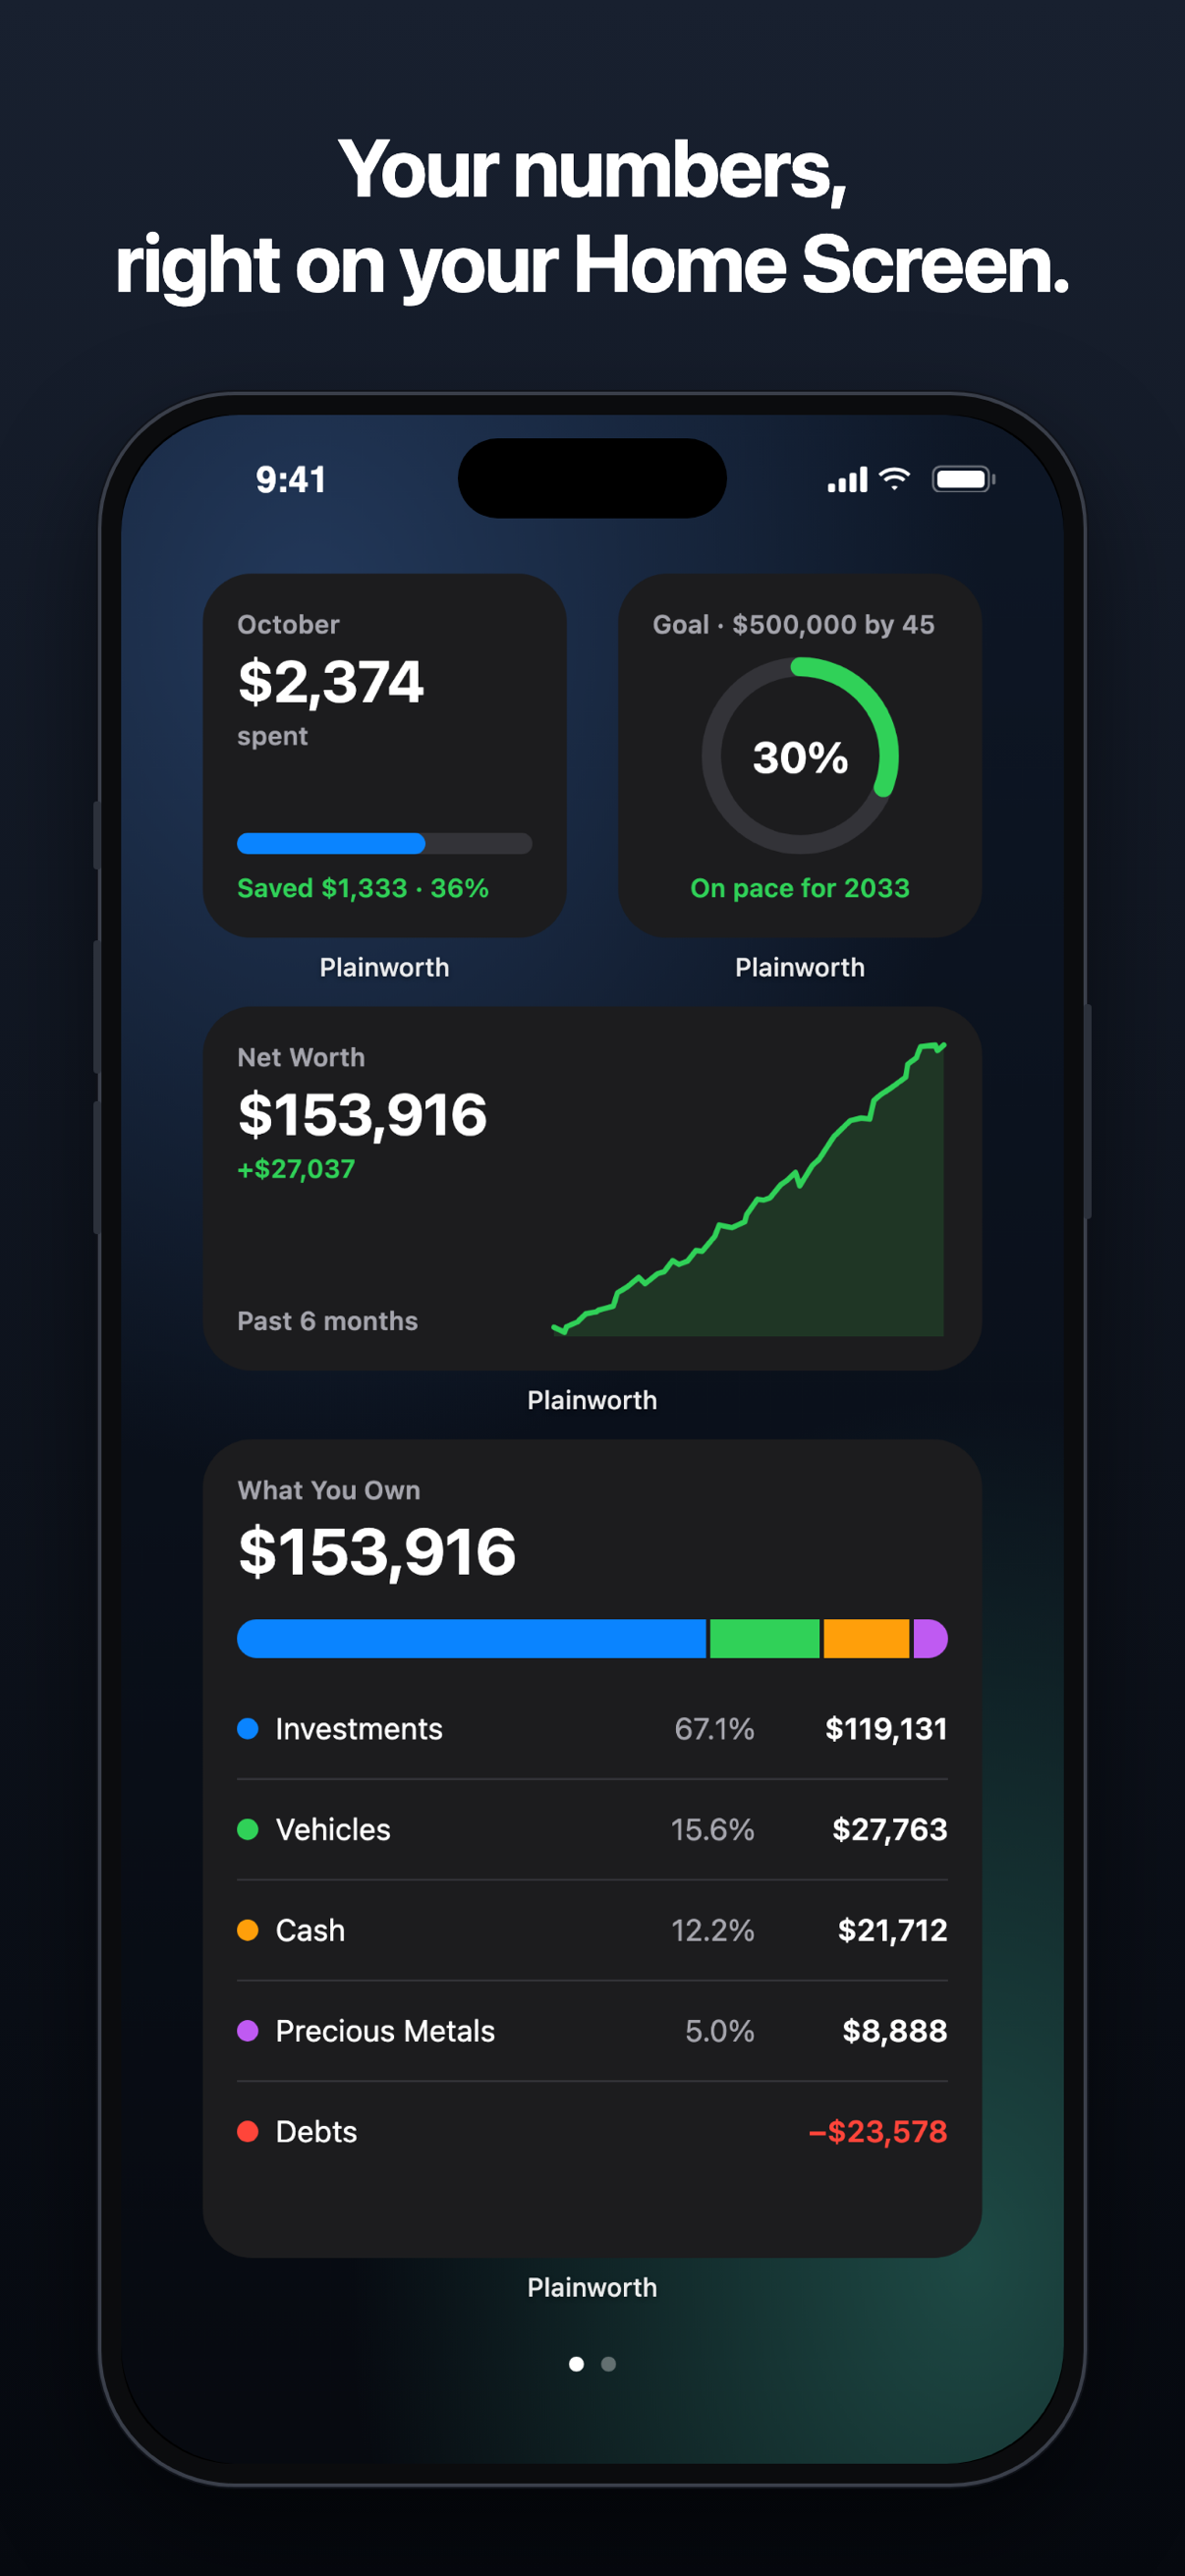 Your numbers,
right on your Home Screen.
9:41
October
$2,374
spent
Saved $1,333 · 36%
Plainworth
Goal · $500,000 by 45
30%
On pace for 2033
Plainworth
Net Worth
$153,916
+$27,037
Past 6 months
Plainworth
What You Own
$153,916
Investments 67.1% $119,131
Vehicles 15.6% $27,763
Cash 12.2% $21,712
Precious Metals 5.0% $8,888
Debts –$23,578
Plainworth